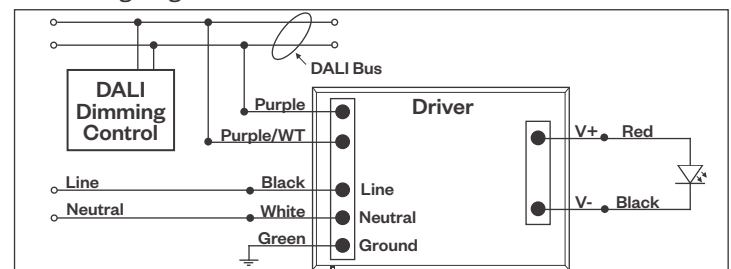 DALI Bus
DALI
Dimming
Control
Purple
Driver
Purple/WT
V+ Red
Line Black Line
Neutral White Neutral
V- Black
Green Ground